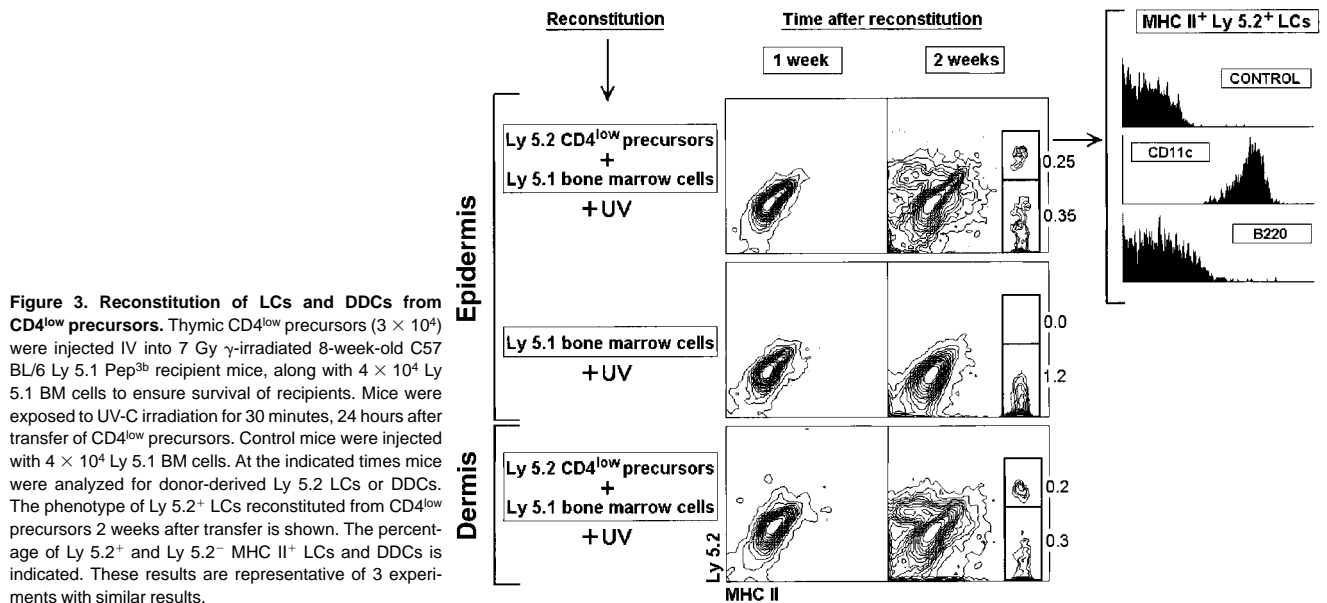 Figure 3. Reconstitution of LCs and DDCs from
CD4low precursors. Thymic CD4low precursors (3 × 10⁴)
were injected IV into 7 Gy γ-irradiated 8-week-old C57
BL/6 Ly 5.1 Pep3b recipient mice, along with 4 × 10⁴ Ly
5.1 BM cells to ensure survival of recipients. Mice were
exposed to UV-C irradiation for 30 minutes, 24 hours after
transfer of CD4low precursors. Control mice were injected
with 4 × 10⁴ Ly 5.1 BM cells. At the indicated times mice
were analyzed for donor-derived Ly 5.2 LCs or DDCs.
The phenotype of Ly 5.2⁺ LCs reconstituted from CD4low
precursors 2 weeks after transfer is shown. The percent-
age of Ly 5.2⁺ and Ly 5.2⁻ MHC II⁺ LCs and DDCs is
indicated. These results are representative of 3 experi-
ments with similar results.
Reconstitution
Time after reconstitution
1 week
2 weeks
MHC II⁺ Ly 5.2⁺ LCs
CONTROL
CD11c
B220
Epidermis
Ly 5.2 CD4low precursors
+
Ly 5.1 bone marrow cells
+UV
0.25
0.35
Ly 5.1 bone marrow cells
+UV
0.0
1.2
Dermis
Ly 5.2 CD4low precursors
+
Ly 5.1 bone marrow cells
+UV
0.2
0.3
Ly 5.2
MHC II